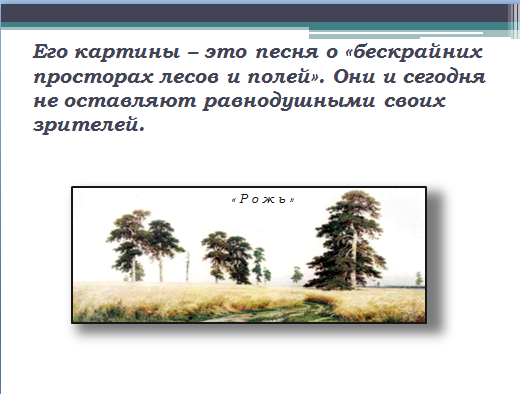 Его картины – это песня о «бескрайних
просторах лесов и полей». Они и сегодня
не оставляют равнодушными своих
зрителей.
« Р о ж ь »